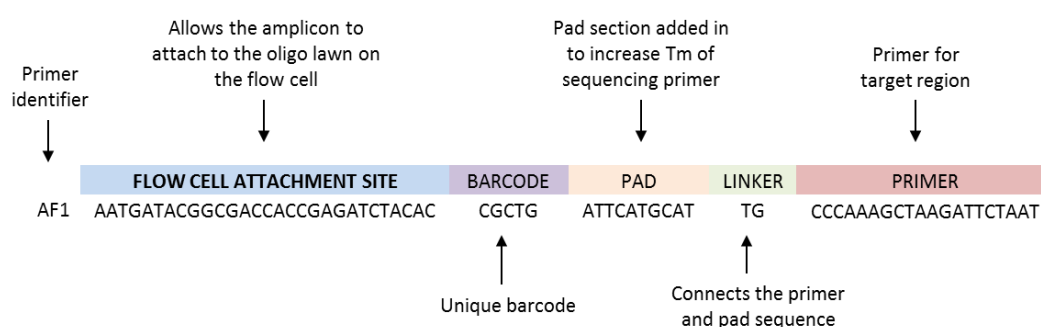 Allows the amplicon to
attach to the oligo lawn on
the flow cell
Pad section added in
to increase Tm of
sequencing primer
Primer
identifier
Primer for
target region
FLOW CELL ATTACHMENT SITE BARCODE PAD LINKER PRIMER
AF1 AATGATACGGCGACCACCGAGATCTACAC CGCTG ATTCATGCAT TG CCCAAAGCTAAGATTCTAAT
Unique barcode
Connects the primer
and pad sequence